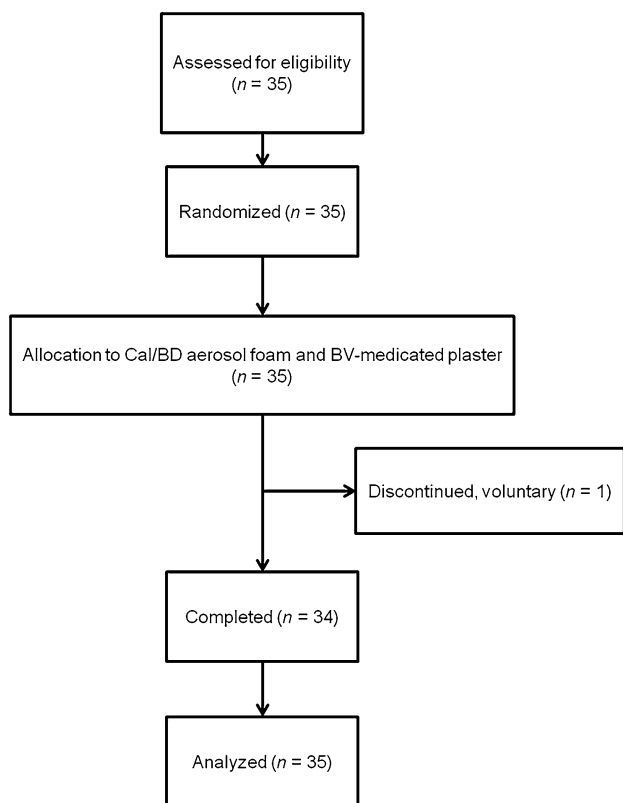 Assessed for eligibility
(n = 35)
Randomized (n = 35)
Allocation to Cal/BD aerosol foam and BV-medicated plaster
(n = 35)
Discontinued, voluntary (n = 1)
Completed (n = 34)
Analyzed (n = 35)